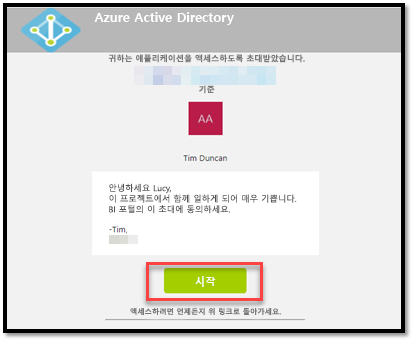 Azure Active Directory
귀하는 애플리케이션을 액세스하도록 초대받았습니다.
기준
AA
Tim Duncan
안녕하세요 Lucy,
이 프로젝트에서 함께 일하게 되어 매우 기쁩니다.
BI 포털의 이 초대에 동의하세요.
-Tim,
시작
액세스하려면 언제든지 위 링크로 돌아가세요.